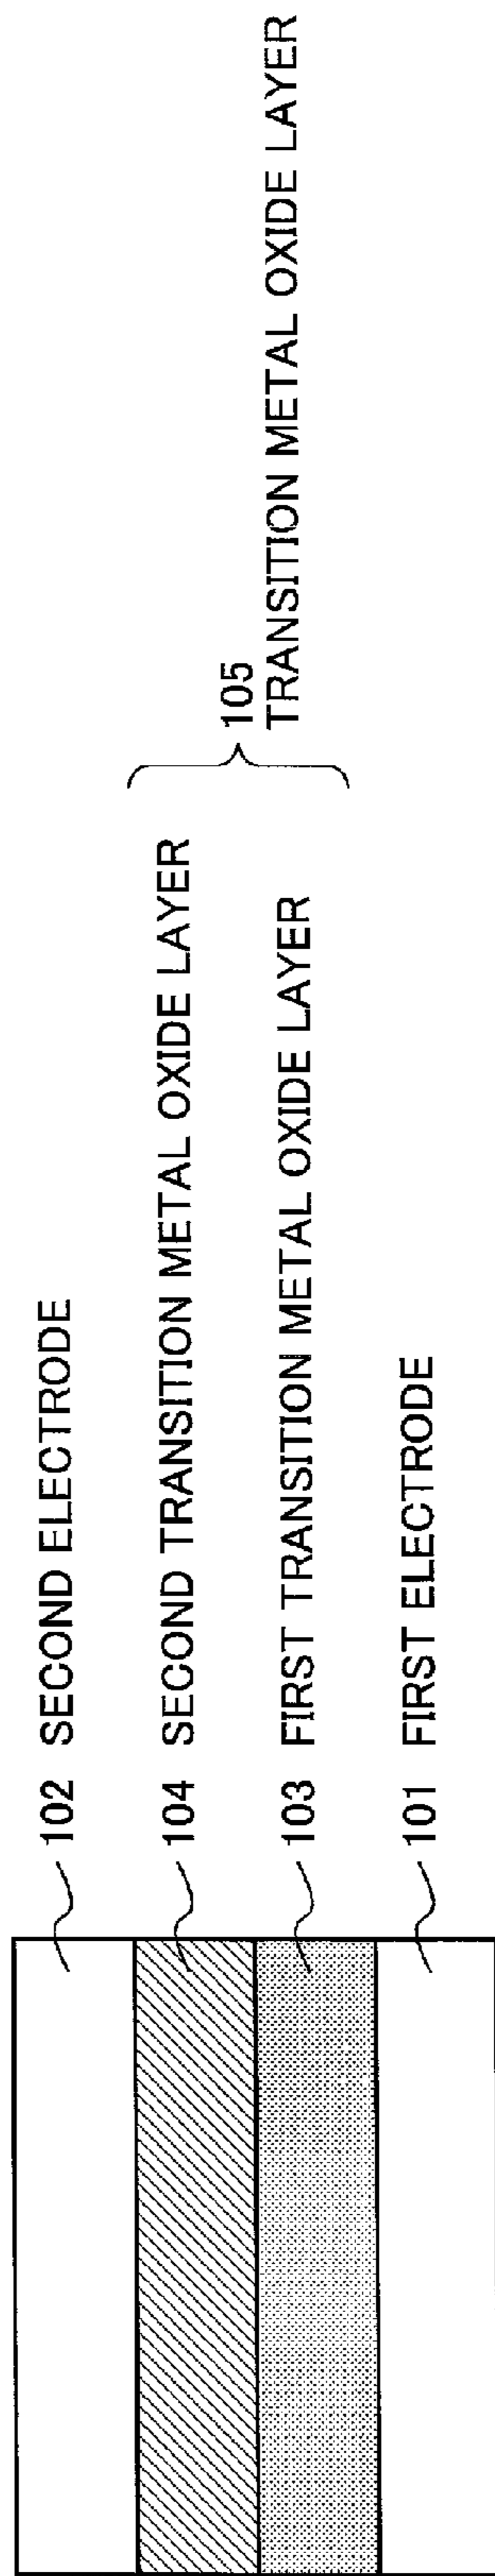 102 SECOND ELECTRODE
104 SECOND TRANSITION METAL OXIDE LAYER
105
TRANSITION METAL OXIDE LAYER
103 FIRST TRANSITION METAL OXIDE LAYER
101 FIRST ELECTRODE